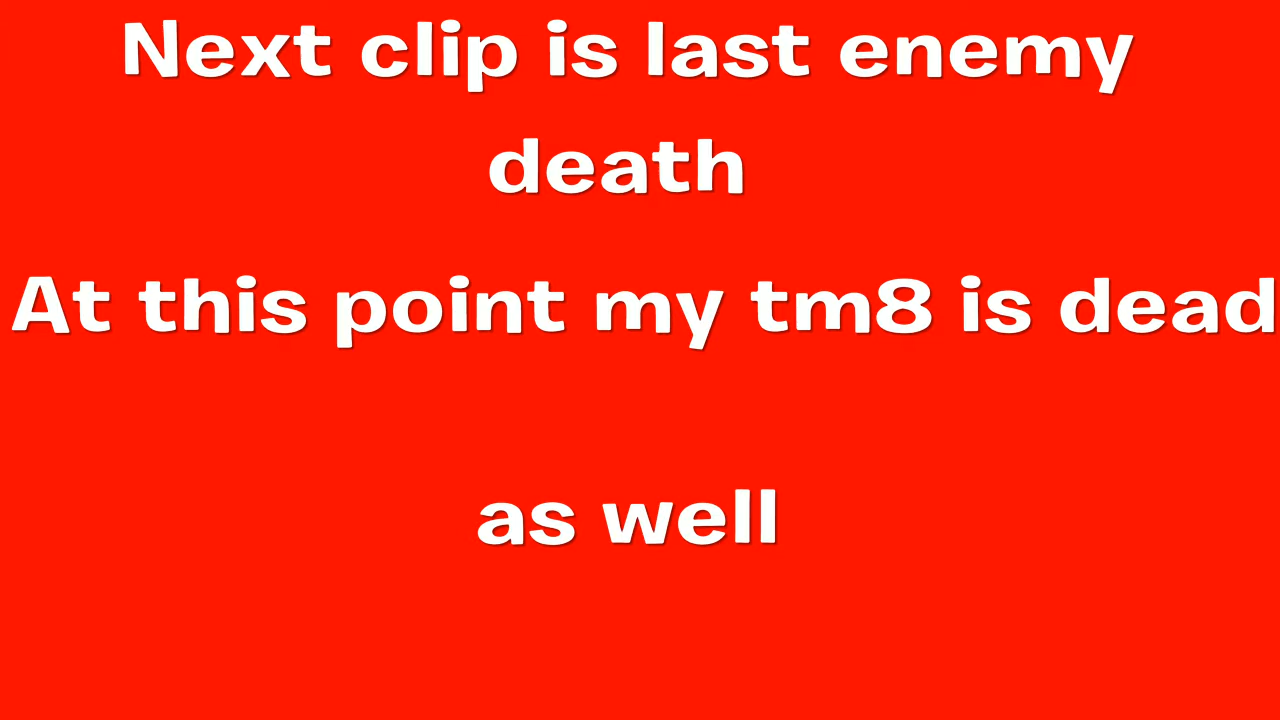 Next clip is last enemy
death
At this point my tm8 is dead
as well